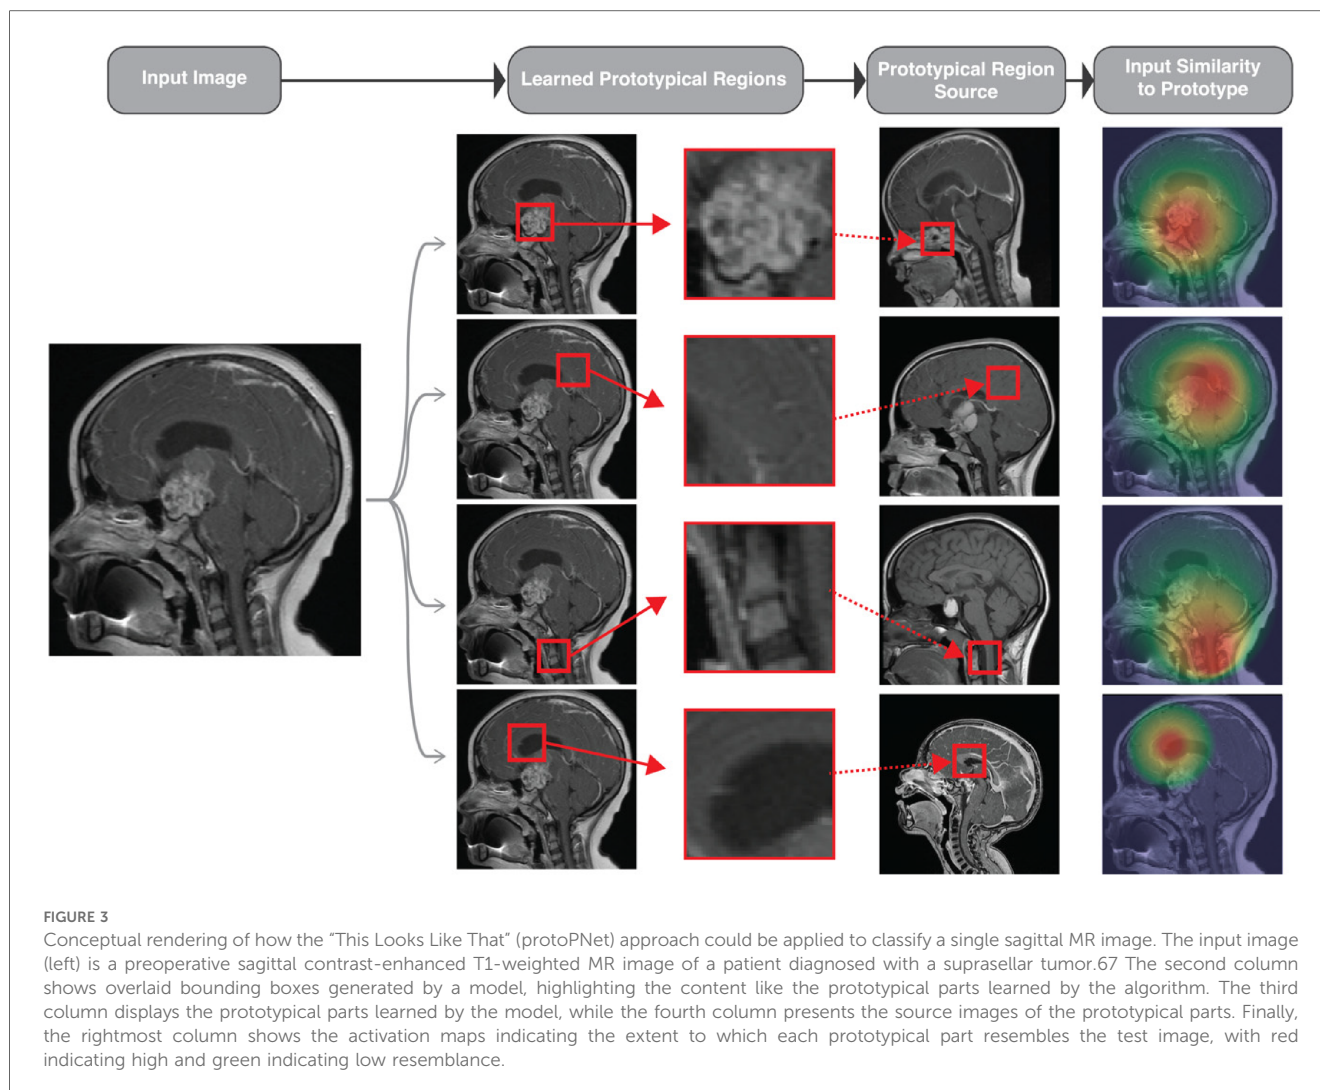 Input Image
Learned Prototypical Regions
Prototypical Region
Source
Input Similarity
to Prototype
FIGURE 3
Conceptual rendering of how the “This Looks Like That” (protoPNet) approach could be applied to classify a single sagittal MR image. The input image
(left) is a preoperative sagittal contrast-enhanced T1-weighted MR image of a patient diagnosed with a suprasellar tumor.67 The second column
shows overlaid bounding boxes generated by a model, highlighting the content like the prototypical parts learned by the algorithm. The third
column displays the prototypical parts learned by the model, while the fourth column presents the source images of the prototypical parts. Finally,
the rightmost column shows the activation maps indicating the extent to which each prototypical part resembles the test image, with red
indicating high and green indicating low resemblance.